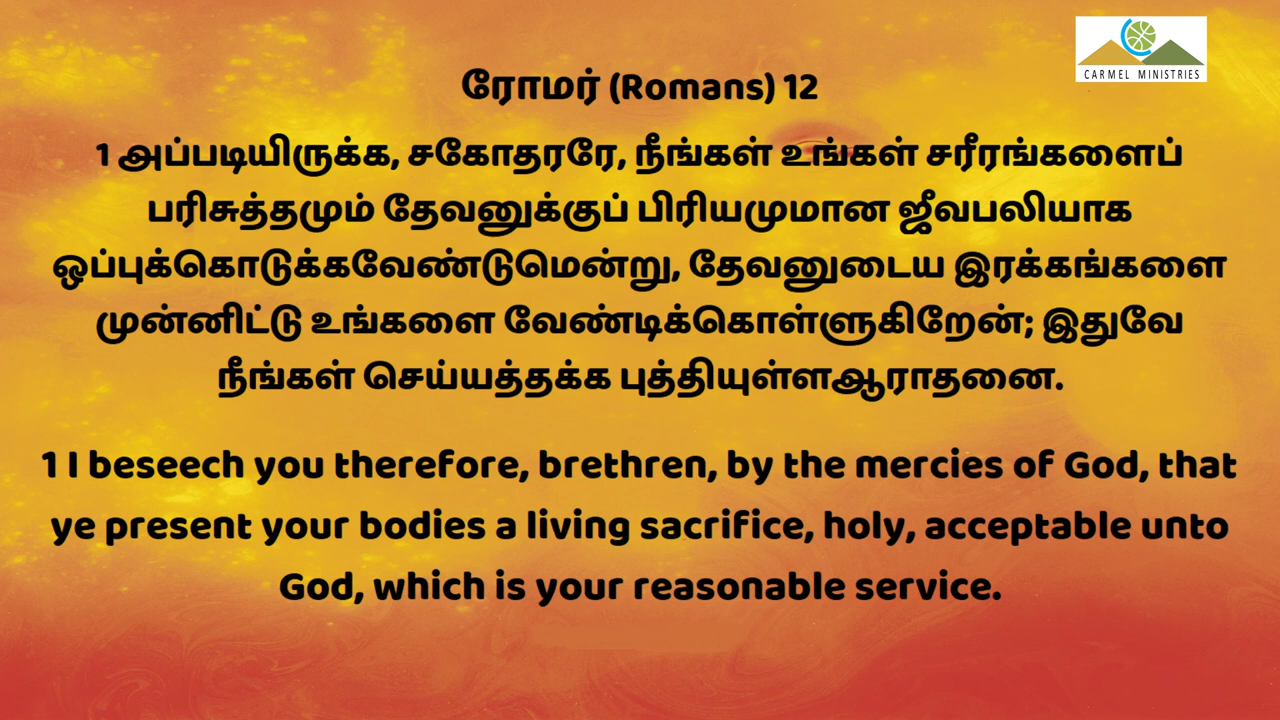 CARMEL MINISTRIES
ரோமர் (Romans) 12
1 அப்படியிருக்க, சகோதரரே, நீங்கள் உங்கள் சரீரங்களைப்
பரிசுத்தமும் தேவனுக்குப் பிரியமுமான ஜீவபலியாக
ஒப்புக்கொடுக்கவேண்டுமென்று, தேவனுடைய இரக்கங்களை
முன்னிட்டு உங்களை வேண்டிக்கொள்ளுகிறேன்; இதுவே
நீங்கள் செய்யத்தக்க புத்தியுள்ளஆராதனை.
1 I beseech you therefore, brethren, by the mercies of God, that
ye present your bodies a living sacrifice, holy, acceptable unto
God, which is your reasonable service.